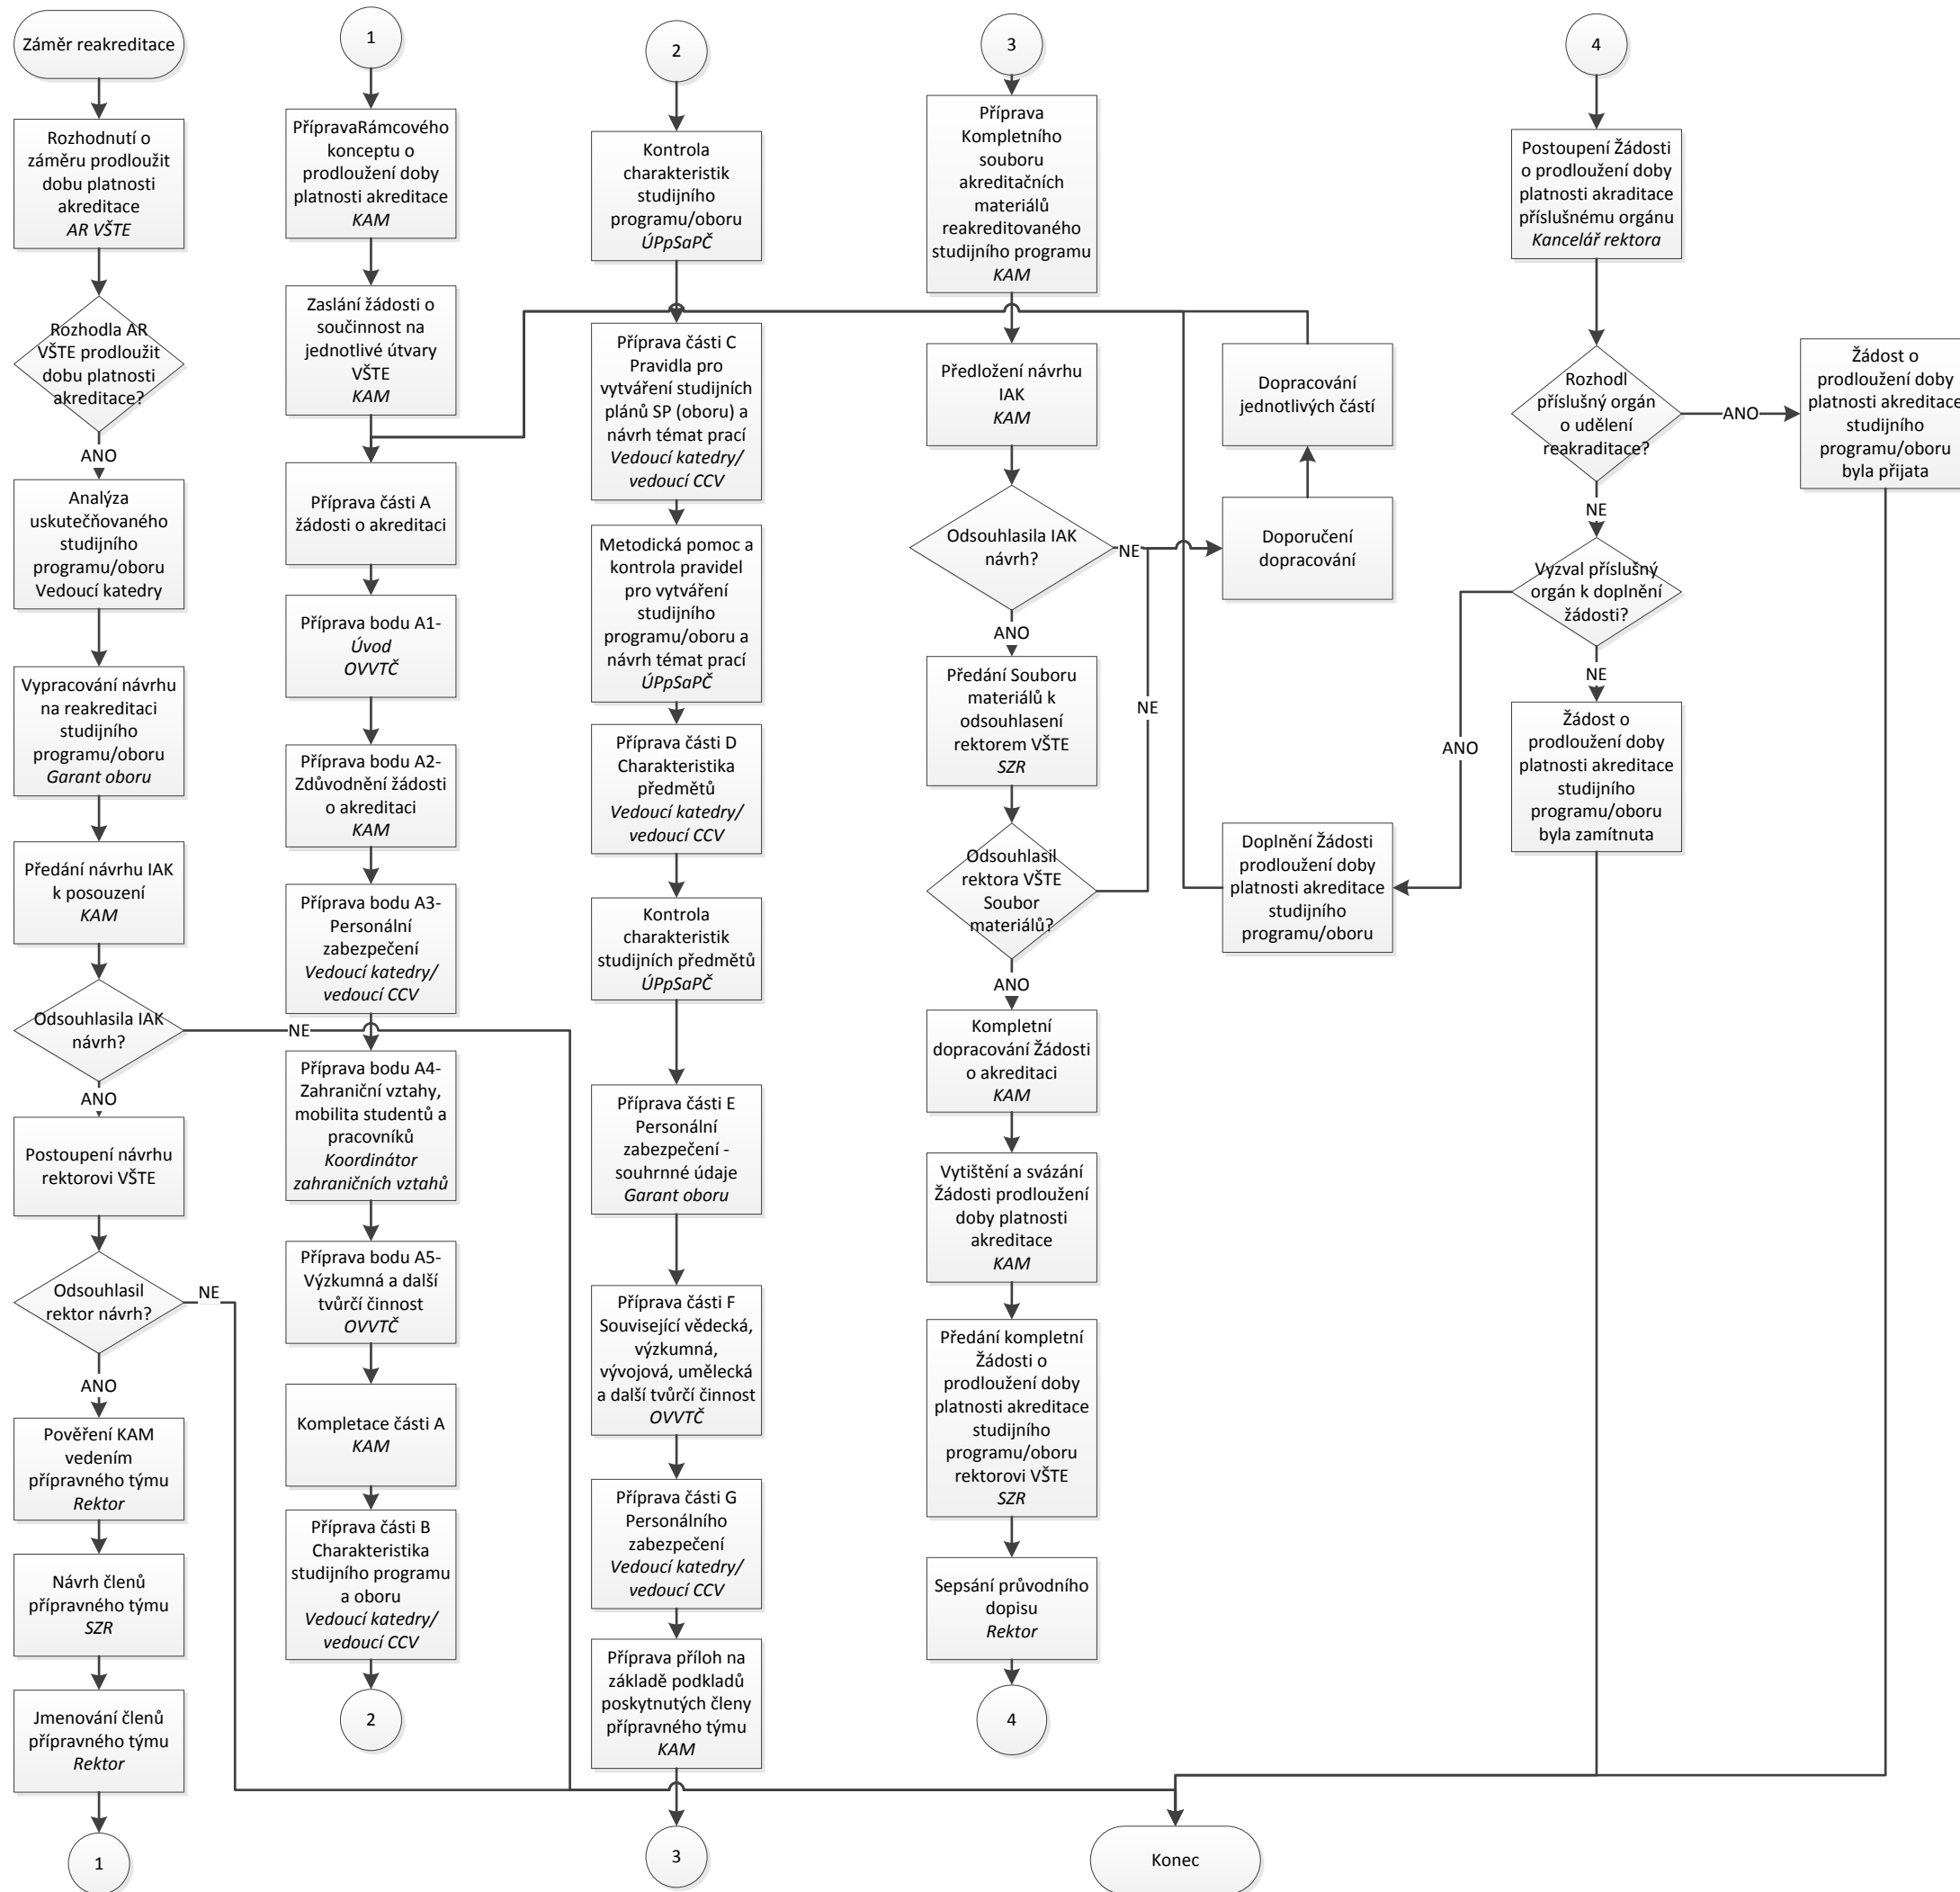 Záměr reakreditace
Rozhodnutí o
záměru prodloužit
dobu platnosti
akreditace
AR VŠTE
Rozhodla AR
VŠTE prodloužit
dobu platnosti
akreditace?
ANO
Analýza
uskutečňovaného
studijního
programu/oboru
Vedoucí katedry
Vypracování návrhu
na reakreditaci
studijního
programu/oboru
Garant oboru
Předání návrhu IAK
k posouzení
KAM
Odsouhlasila IAK
návrh?
NE
ANO
Postoupení návrhu
rektorovi VŠTE
Odsouhlasil
rektor návrh?
NE
ANO
Pověření KAM
vedením
přípravného týmu
Rektor
Návrh členů
přípravného týmu
SZR
Jmenování členů
přípravného týmu
Rektor
1
1
PřípravaRámcového
konceptu o
prodloužení doby
platnosti akreditace
KAM
Zaslání žádosti o
součinnost na
jednotlivé útvary
VŠTE
KAM
Příprava části A
žádosti o akreditaci
Příprava bodu A1-
Úvod
OVVTČ
Příprava bodu A2-
Zdůvodnění žádosti
o akreditaci
KAM
Příprava bodu A3-
Personální
zabezpečení
Vedoucí katedry/
vedoucí CCV
Příprava bodu A4-
Zahraniční vztahy,
mobilita studentů a
pracovníků
Koordinátor
zahraničních vztahů
Příprava bodu A5-
Výzkumná a další
tvůrčí činnost
OVVTČ
Kompletace části A
KAM
Příprava části B
Charakteristika
studijního programu
a oboru
Vedoucí katedry/
vedoucí CCV
2
2
Kontrola
charakteristik
studijního
programu/oboru
ÚPpSaPČ
Příprava části C
Pravidla pro
vytváření studijních
plánů SP (oboru) a
návrh témat prací
Vedoucí katedry/
vedoucí CCV
Metodická pomoc a
kontrola pravidel
pro vytváření
studijního
programu/oboru a
návrh témat prací
ÚPpSaPČ
Příprava části D
Charakteristika
předmětů
Vedoucí katedry/
vedoucí CCV
Kontrola
charakteristik
studijních předmětů
ÚPpSaPČ
Příprava části E
Personální
zabezpečení -
souhrnné údaje
Garant oboru
Příprava části F
Související vědecká,
výzkumná,
vývojová, umělecká
a další tvůrčí činnost
OVVTČ
Příprava části G
Personálního
zabezpečení
Vedoucí katedry/
vedoucí CCV
Příprava příloh na
základě podkladů
poskytnutých členy
přípravného týmu
KAM
3
3
Příprava
Kompletního
souboru
akreditačních
materiálů
reakreditovaného
studijního programu
KAM
Předložení návrhu
IAK
KAM
Odsouhlasila IAK
návrh?
NE
ANO
Předání Souboru
materiálů k
odsouhlasení
rektorem VŠTE
SZR
Odsouhlasil
rektora VŠTE
Soubor
materiálů?
NE
ANO
Kompletní
dopracování Žádosti
o akreditaci
KAM
Vytištění a svázání
Žádosti prodloužení
doby platnosti
akreditace
KAM
Předání kompletní
Žádosti o
prodloužení doby
platnosti akreditace
studijního
programu/oboru
rektorovi VŠTE
SZR
Sepsání průvodního
dopisu
Rektor
4
Dopracování
jednotlivých částí
Doporučení
dopracování
Doplnění Žádosti
prodloužení doby
platnosti akreditace
studijního
programu/oboru
4
Postoupení Žádosti
o prodloužení doby
platnosti akraditace
příslušnému orgánu
Kancelář rektora
Rozhodl
příslušný orgán
o udělení
reakraditace?
ANO
NE
Vyzval příslušný
orgán k doplnění
žádosti?
ANO
NE
Žádost o
prodloužení doby
platnosti akreditace
studijního
programu/oboru
byla zamítnuta
Žádost o
prodloužení doby
platnosti akreditace
studijního
programu/oboru
byla přijata
Konec